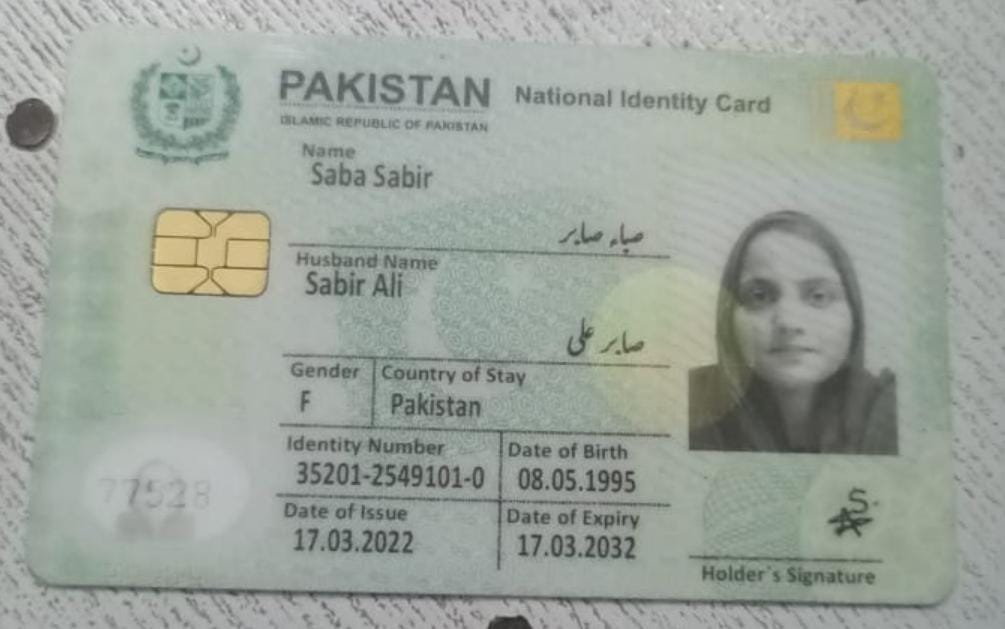 PAKISTAN National Identity Card
ISLAMIC REPUBLIC OF PAKISTAN
Name
Saba Sabir
صباء صابر
Husband Name
Sabir Ali
صابر علی
Gender Country of Stay
F Pakistan
Identity Number Date of Birth
35201-2549101-0 08.05.1995
Date of Issue Date of Expiry
17.03.2022 17.03.2032
77528
Holder's Signature